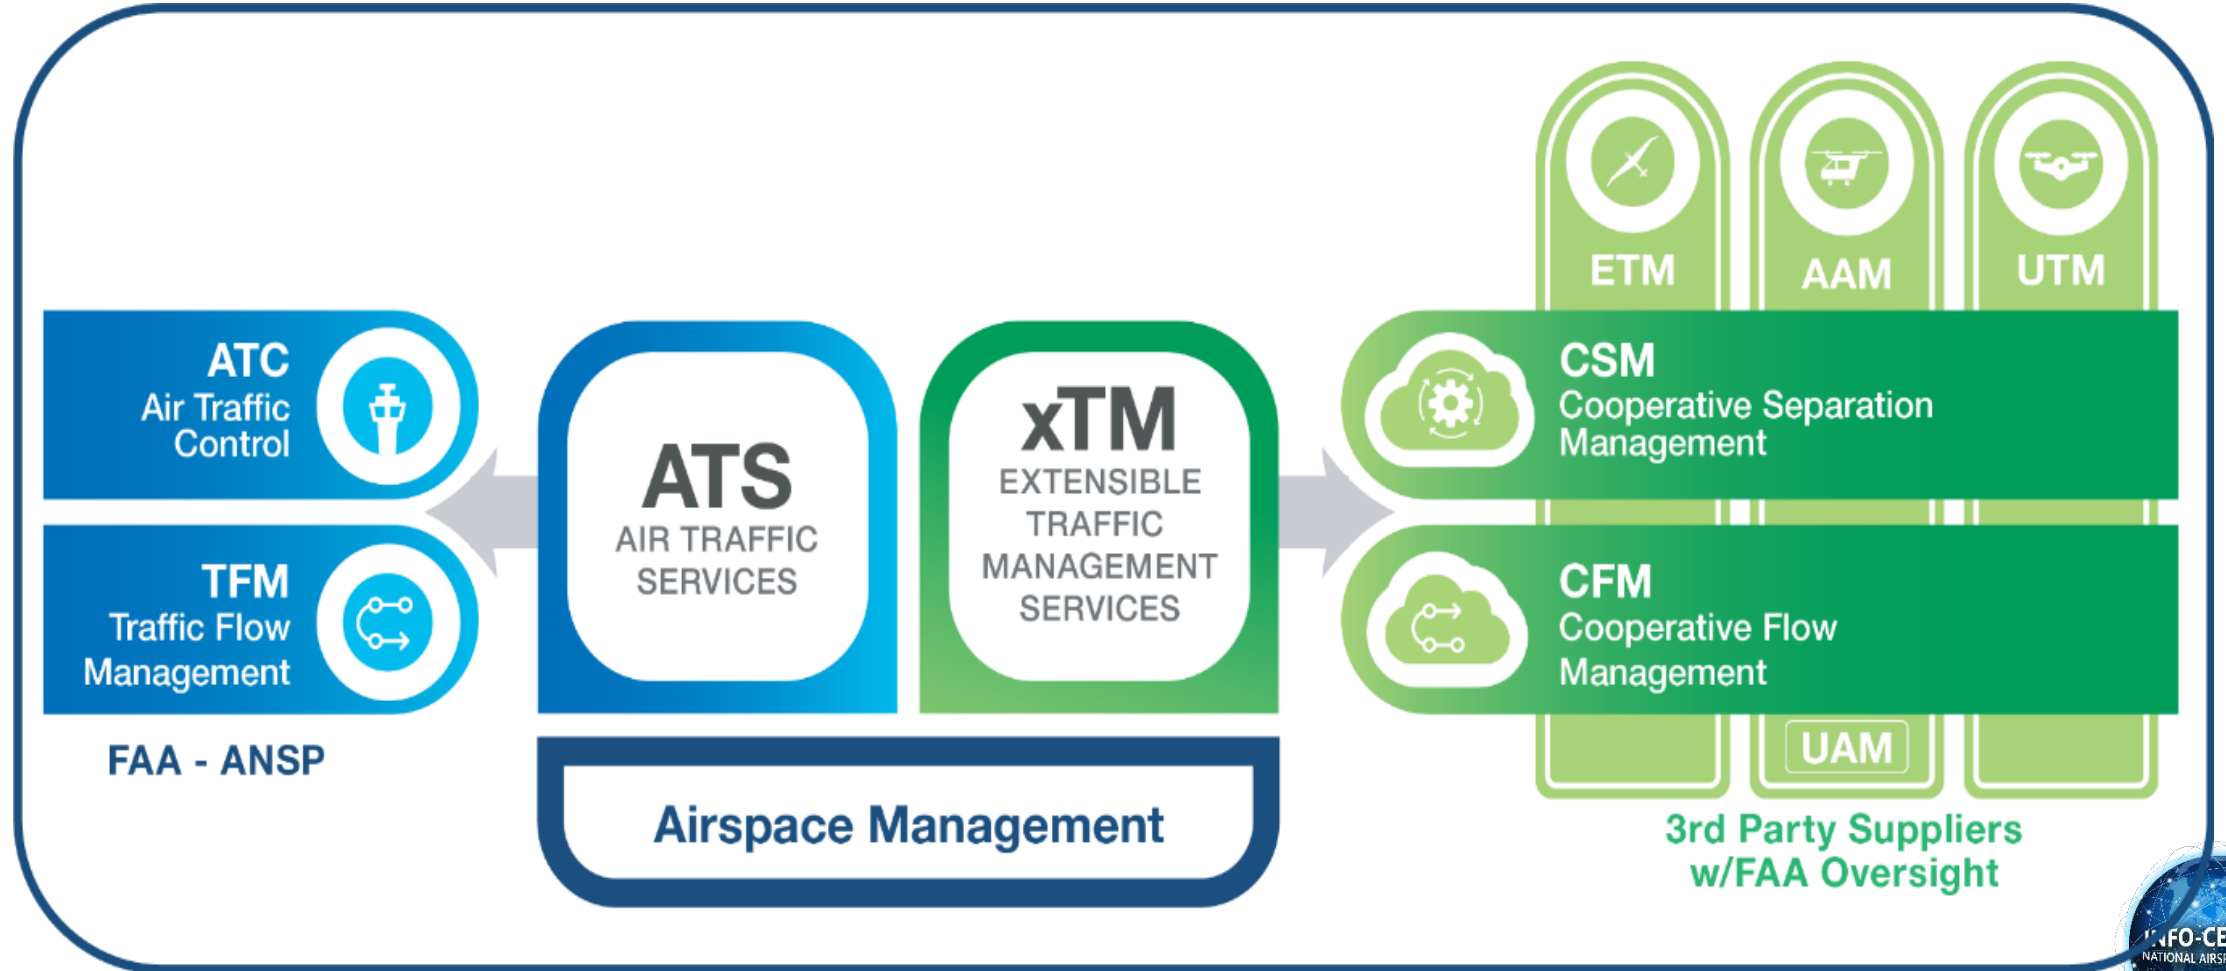 ATC
Air Traffic
Control
TFM
Traffic Flow
Management
FAA - ANSP
ATS
AIR TRAFFIC
SERVICES
xTM
EXTENSIBLE
TRAFFIC
MANAGEMENT
SERVICES
Airspace Management
ETM
AAM
UTM
CSM
Cooperative Separation
Management
CFM
Cooperative Flow
Management
UAM
3rd Party Suppliers
w/FAA Oversight
NATIONAL